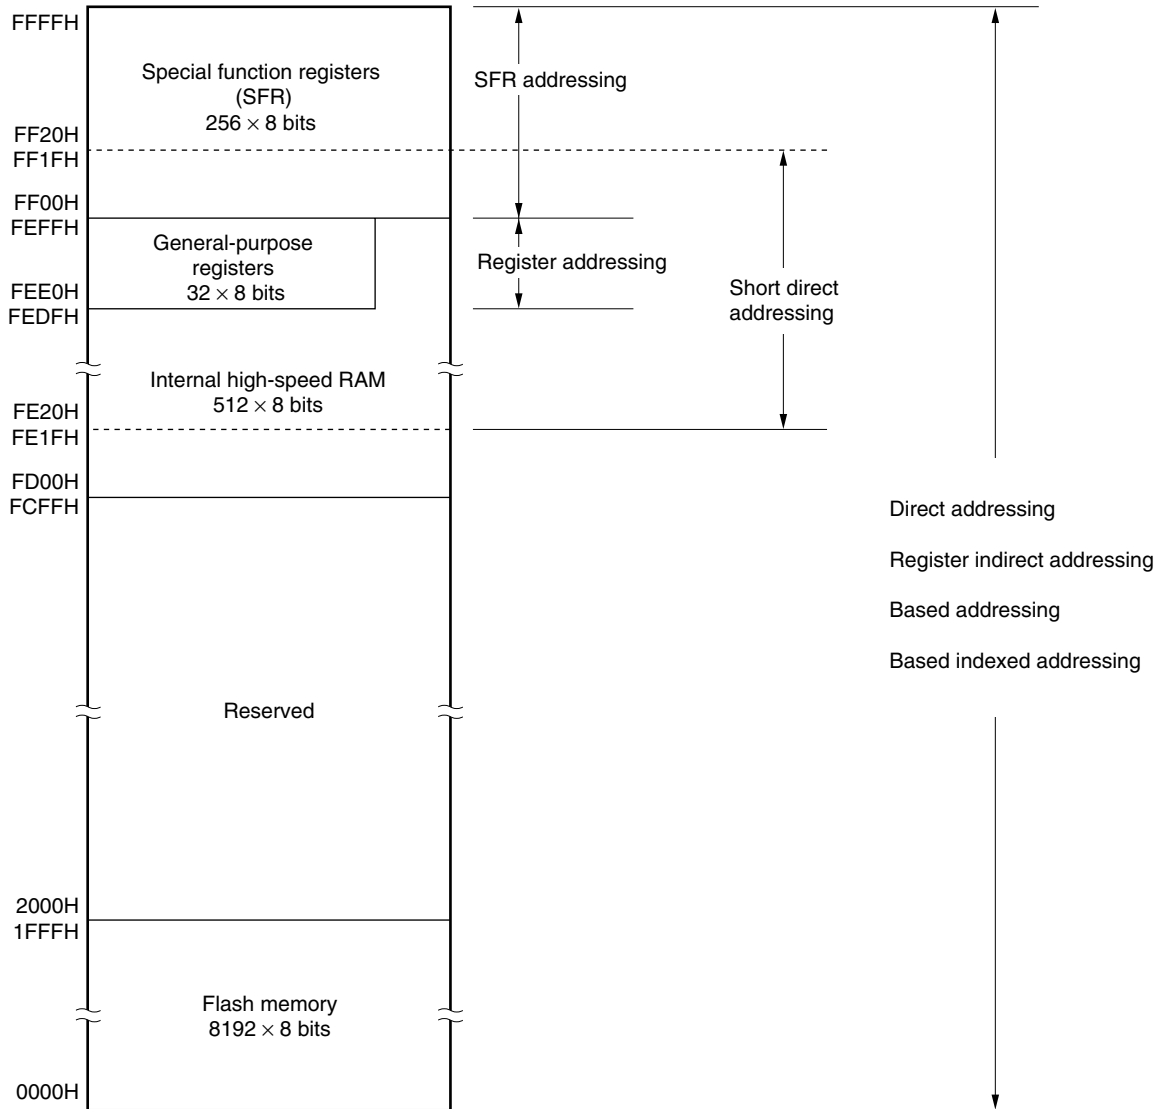 FFFFH
Special function registers
(SFR)
256 × 8 bits
SFR addressing
FF20H
FF1FH
FF00H
FEFFH
General-purpose
registers
32 × 8 bits
Register addressing
Short direct
addressing
FEE0H
FEDFH
Internal high-speed RAM
512 × 8 bits
FE20H
FE1FH
FD00H
FCFFH
Direct addressing
Register indirect addressing
Based addressing
Based indexed addressing
Reserved
2000H
1FFFH
Flash memory
8192 × 8 bits
0000H